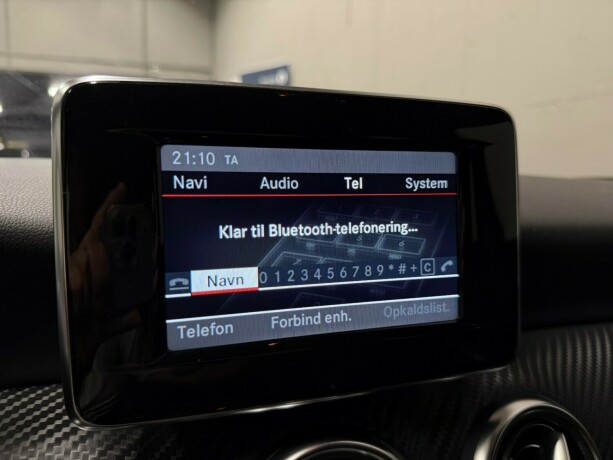 21:10 TA
Navi Audio Tel System
Klar til Bluetooth-telefonering...
Navn 0 1 2 3 4 5 6 7 8 9 * # + C
Telefon Forbind enh. Opkaldslist.